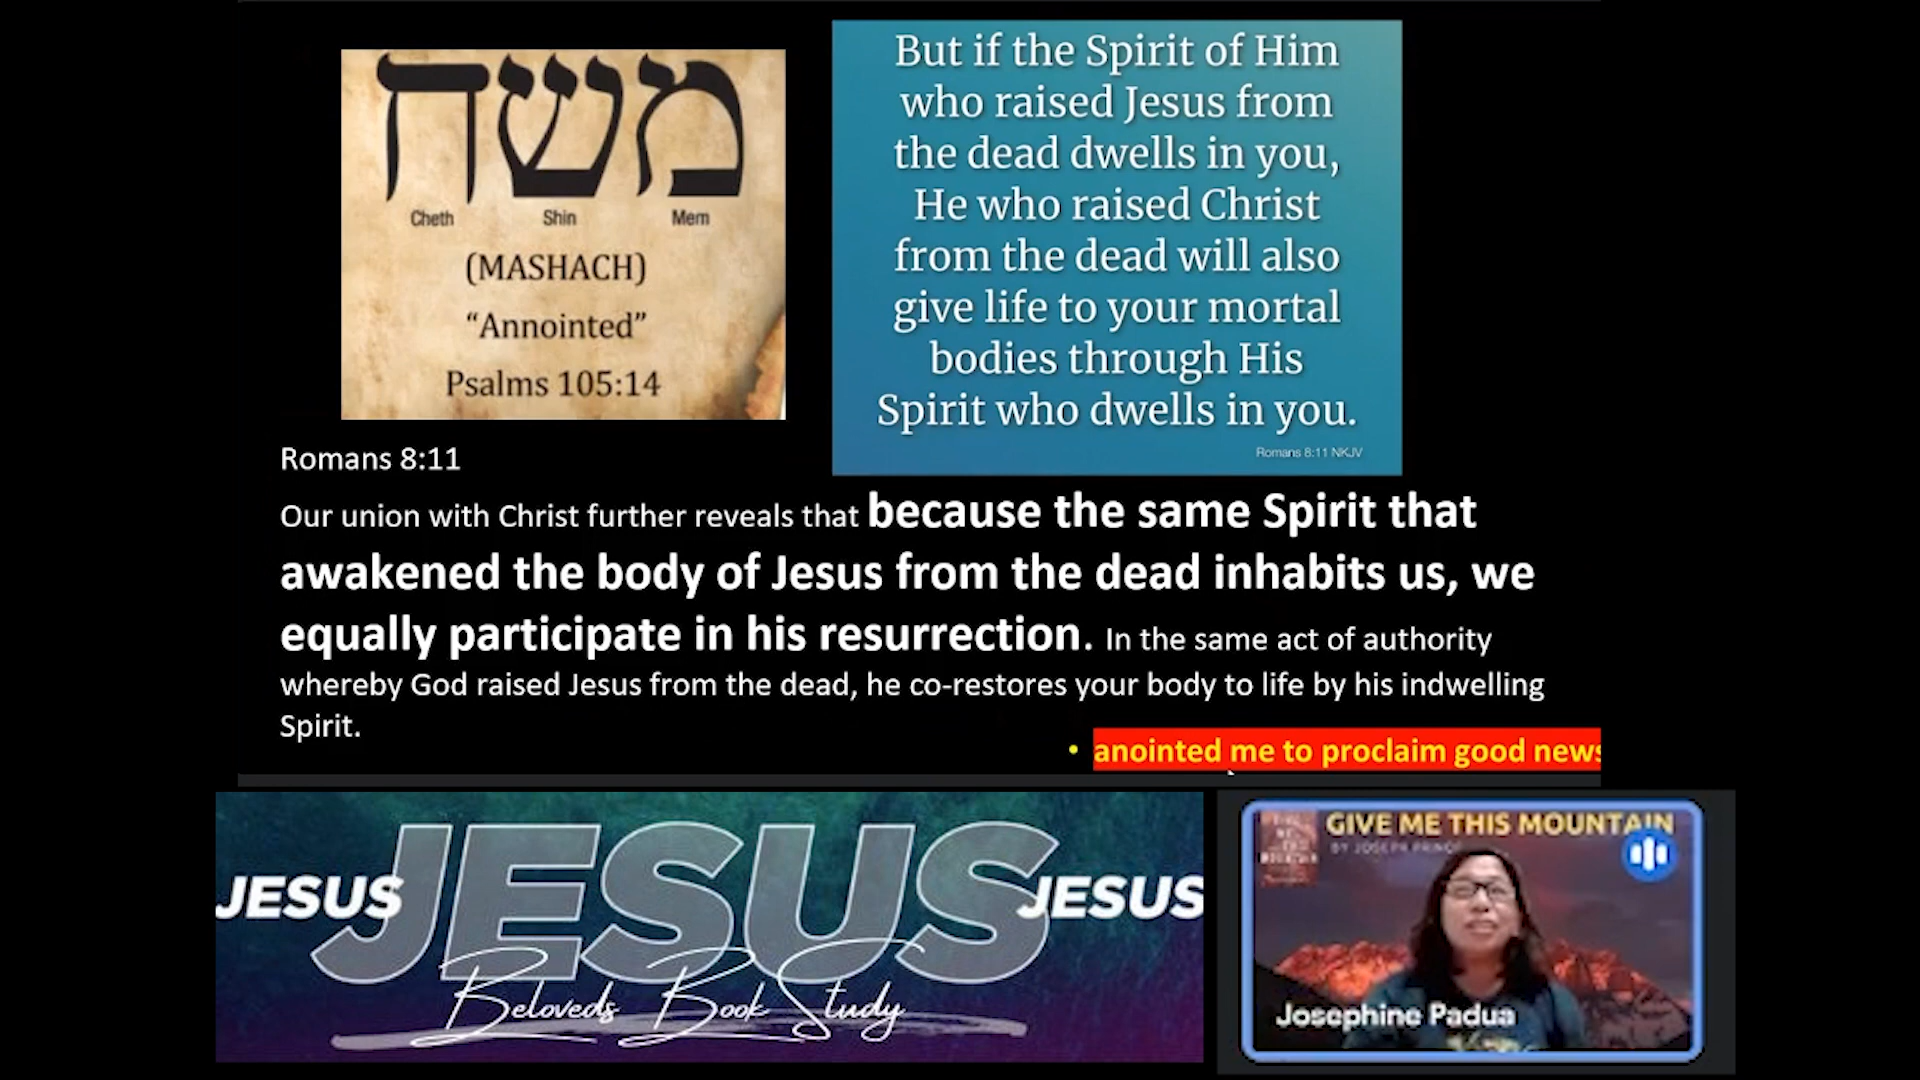 משח
Cheth Shin Mem
(MASHACH)
“Annointed”
Psalms 105:14
But if the Spirit of Him
who raised Jesus from
the dead dwells in you,
He who raised Christ
from the dead will also
give life to your mortal
bodies through His
Spirit who dwells in you.
Romans 8:11 NKJV
Romans 8:11
Our union with Christ further reveals that because the same Spirit that
awakened the body of Jesus from the dead inhabits us, we
equally participate in his resurrection. In the same act of authority
whereby God raised Jesus from the dead, he co-restores your body to life by his indwelling
Spirit.
• anointed me to proclaim good news
JESUS JESUS JESUS
Beloveds Book Study
GIVE ME THIS MOUNTAIN
BY JOSEPH PRINCE
Josephine Padua